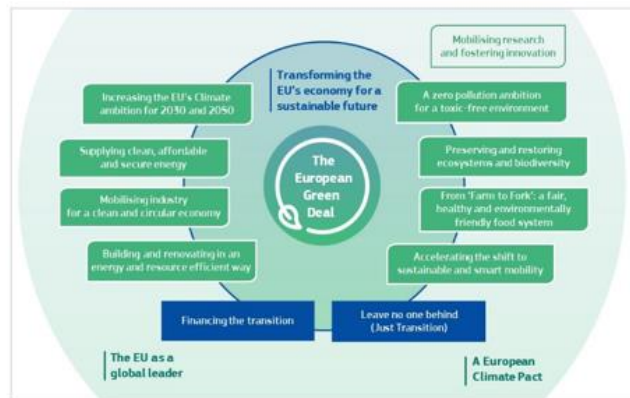 Mobilising research
and fostering innovation
Transforming the
EU's economy for a
sustainable future
Increasing the EU's Climate
ambition for 2030 and 2050
A zero pollution ambition
for a toxic-free environment
Supplying clean, affordable
and secure energy
Preserving and restoring
ecosystems and biodiversity
The
European
Green
Deal
Mobilising industry
for a clean and circular economy
From 'Farm to Fork': a fair,
healthy and environmentally
friendly food system
Building and renovating in an
energy and resource efficient way
Accelerating the shift to
sustainable and smart mobility
Financing the transition
Leave no one behind
(Just Transition)
The EU as a
global leader
A European
Climate Pact